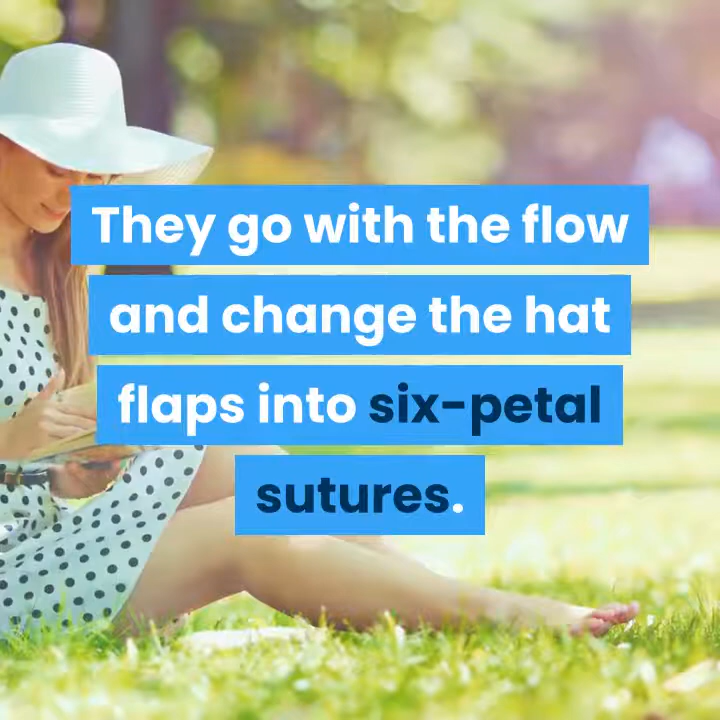 They go with the flow
and change the hat
flaps into six-petal
sutures.